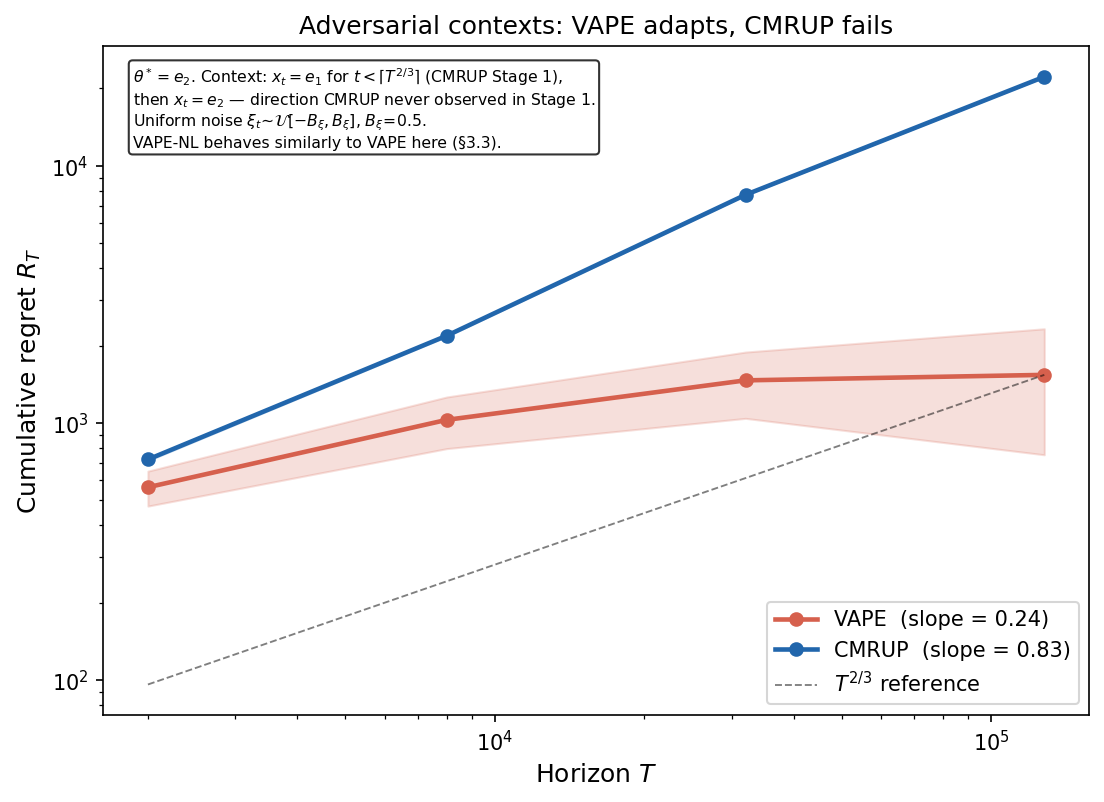 Adversarial contexts: VAPE adapts, CMRUP fails
θ* = e₂. Context: xₜ = e₁ for t < ⌈T^{2/3}⌉ (CMRUP Stage 1),
then xₜ = e₂ — direction CMRUP never observed in Stage 1.
Uniform noise ξₜ ~ 𝒰[−B_ξ, B_ξ], B_ξ = 0.5.
VAPE-NL behaves similarly to VAPE here (§3.3).
Cumulative regret R_T
10⁴
10³
10²
VAPE (slope = 0.24)
CMRUP (slope = 0.83)
T^{2/3} reference
10⁴
10⁵
Horizon T